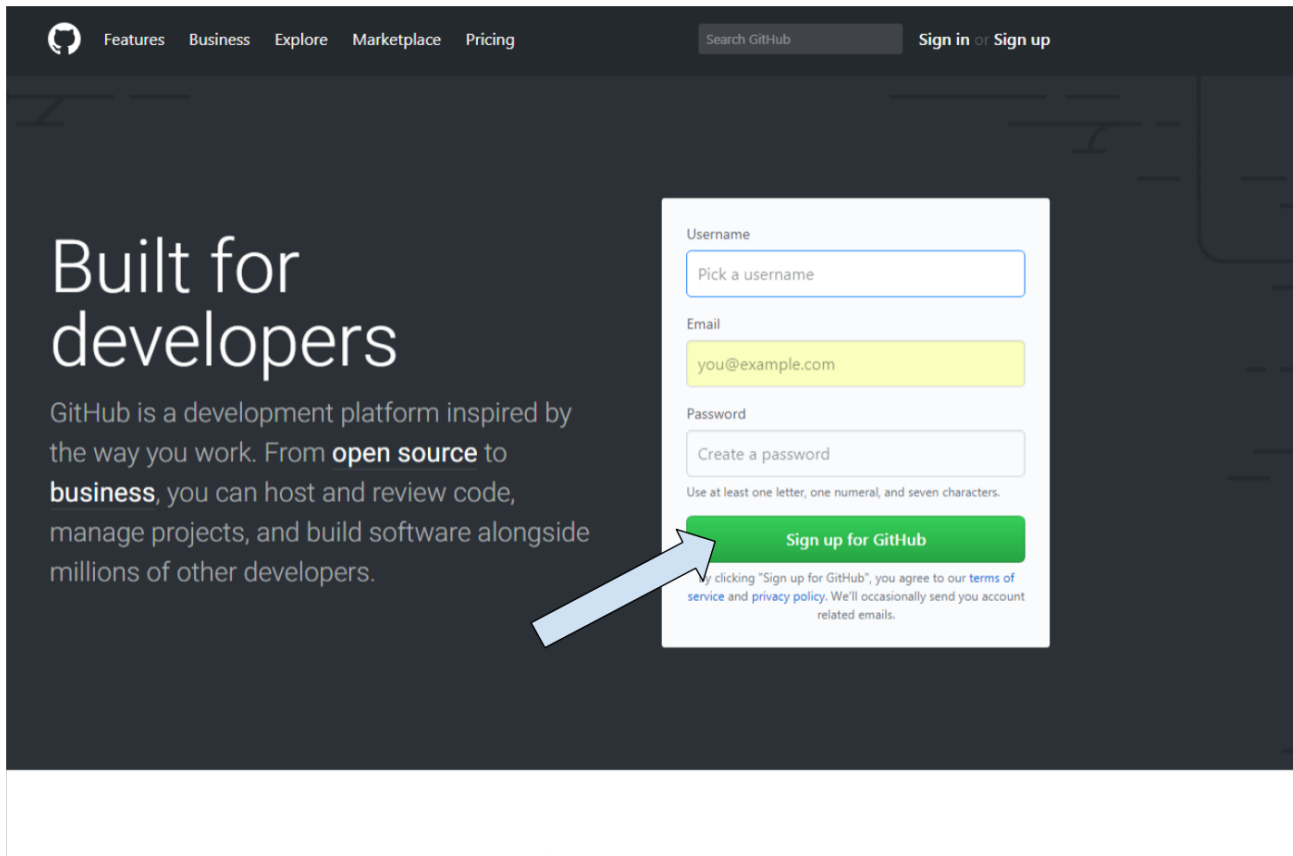 Features Business Explore Marketplace Pricing Search GitHub Sign in or Sign up
Built for
developers
GitHub is a development platform inspired by
the way you work. From open source to
business, you can host and review code,
manage projects, and build software alongside
millions of other developers.
Username
Pick a username
Email
you@example.com
Password
Create a password
Use at least one letter, one numeral, and seven characters.
Sign up for GitHub
clicking "Sign up for GitHub", you agree to our terms of
service and privacy policy. We'll occasionally send you account
related emails.